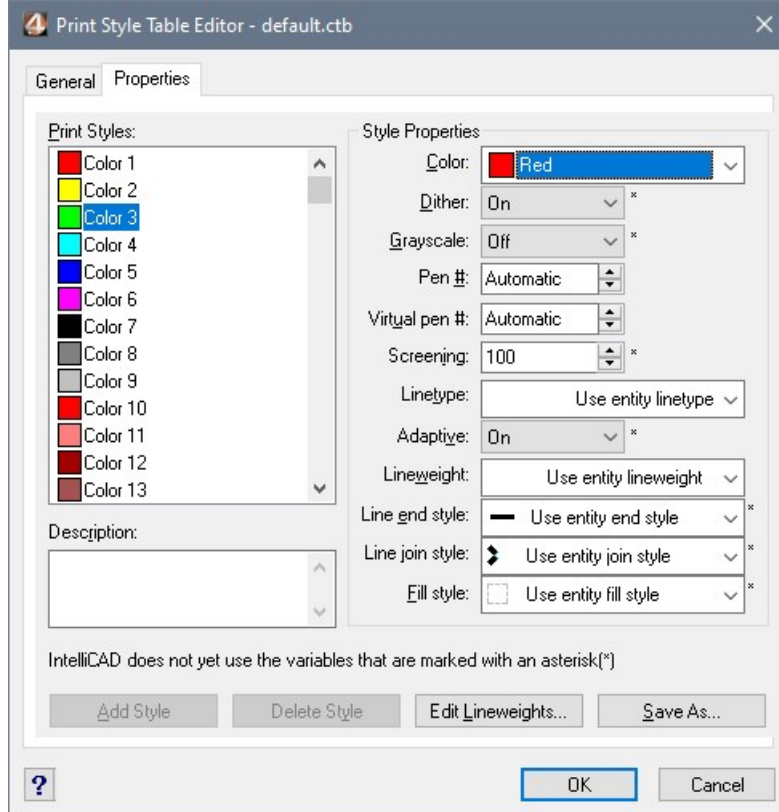 Print Style Table Editor - default.ctb
General Properties
Print Styles:
Color 1
Color 2
Color 3
Color 4
Color 5
Color 6
Color 7
Color 8
Color 9
Color 10
Color 11
Color 12
Color 13
Description:
Style Properties
Color: Red
Dither: On *
Grayscale: Off *
Pen #: Automatic
Virtual pen #: Automatic
Screening: 100 *
Linetype: Use entity linetype
Adaptive: On *
Lineweight: Use entity lineweight
Line end style: Use entity end style *
Line join style: Use entity join style *
Fill style: Use entity fill style *
IntelliCAD does not yet use the variables that are marked with an asterisk(*)
Add Style Delete Style Edit Lineweights... Save As...
? OK Cancel